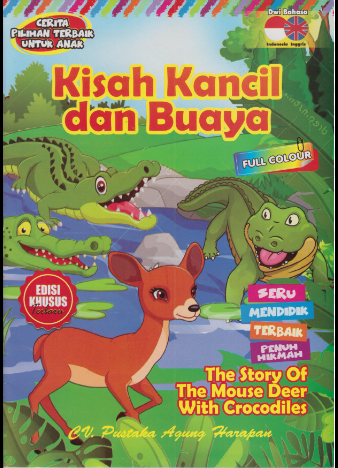 CERITA
PILIHAN TERBAIK
UNTUK ANAK
Dwi Bahasa
Indonesia Inggris
Kisah Kancil
dan Buaya
FULL COLOUR
EDISI
KHUSUS
SERU
MENDIDIK
TERBAIK
PENUH
HIKMAH
The Story Of
The Mouse Deer
With Crocodiles
CV. Pustaka Agung Harapan